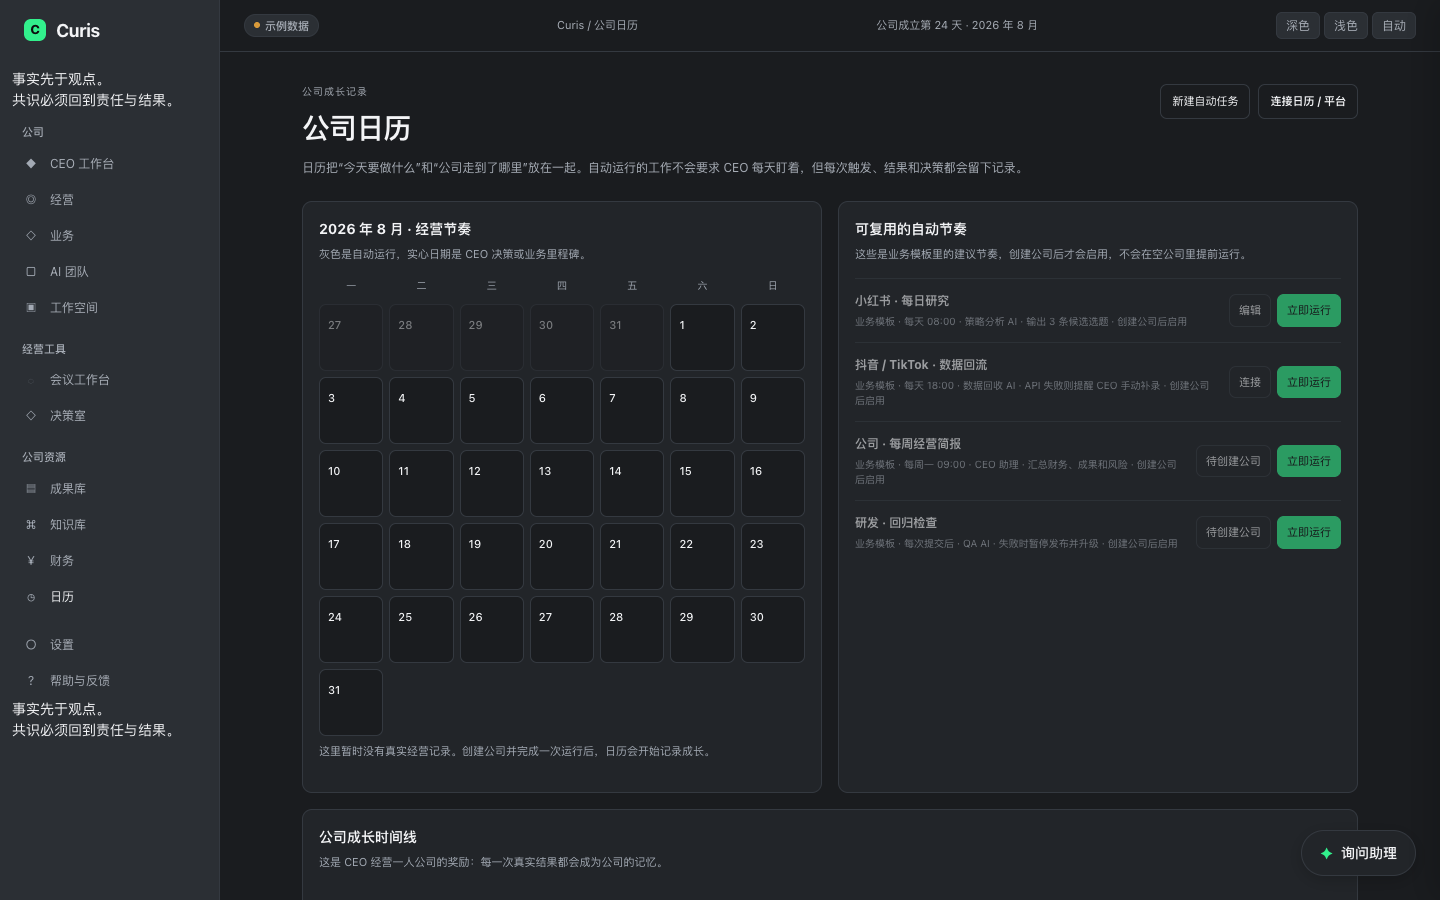 C Curis
事实先于观点。
共识必须回到责任与结果。
公司
CEO 工作台
经营
业务
AI 团队
工作空间
经营工具
会议工作台
决策室
公司资源
成果库
知识库
¥ 财务
日历
设置
? 帮助与反馈
事实先于观点。
共识必须回到责任与结果。
示例数据
Curis / 公司日历
公司成立第 24 天 · 2026 年 8 月
深色 浅色 自动
公司成长记录
公司日历
日历把“今天要做什么”和“公司走到了哪里”放在一起。自动运行的工作不会要求 CEO 每天盯着，但每次触发、结果和决策都会留下记录。
新建自动任务 连接日历 / 平台
2026 年 8 月 · 经营节奏
灰色是自动运行，实心日期是 CEO 决策或业务里程碑。
一 二 三 四 五 六 日
27 28 29 30 31 1 2
3 4 5 6 7 8 9
10 11 12 13 14 15 16
17 18 19 20 21 22 23
24 25 26 27 28 29 30
31
这里暂时没有真实经营记录。创建公司并完成一次运行后，日历会开始记录成长。
可复用的自动节奏
这些是业务模板里的建议节奏，创建公司后才会启用，不会在空公司里提前运行。
小红书 · 每日研究
业务模板 · 每天 08:00 · 策略分析 AI · 输出 3 条候选选题 · 创建公司后启用
编辑 立即运行
抖音 / TikTok · 数据回流
业务模板 · 每天 18:00 · 数据回收 AI · API 失败则提醒 CEO 手动补录 · 创建公司
后启用
连接 立即运行
公司 · 每周经营简报
业务模板 · 每周一 09:00 · CEO 助理 · 汇总财务、成果和风险 · 创建公司
后启用
待创建公司 立即运行
研发 · 回归检查
业务模板 · 每次提交后 · QA AI · 失败时暂停发布并升级 · 创建公司后启用
待创建公司 立即运行
公司成长时间线
这是 CEO 经营一人公司的奖励：每一次真实结果都会成为公司的记忆。
询问助理